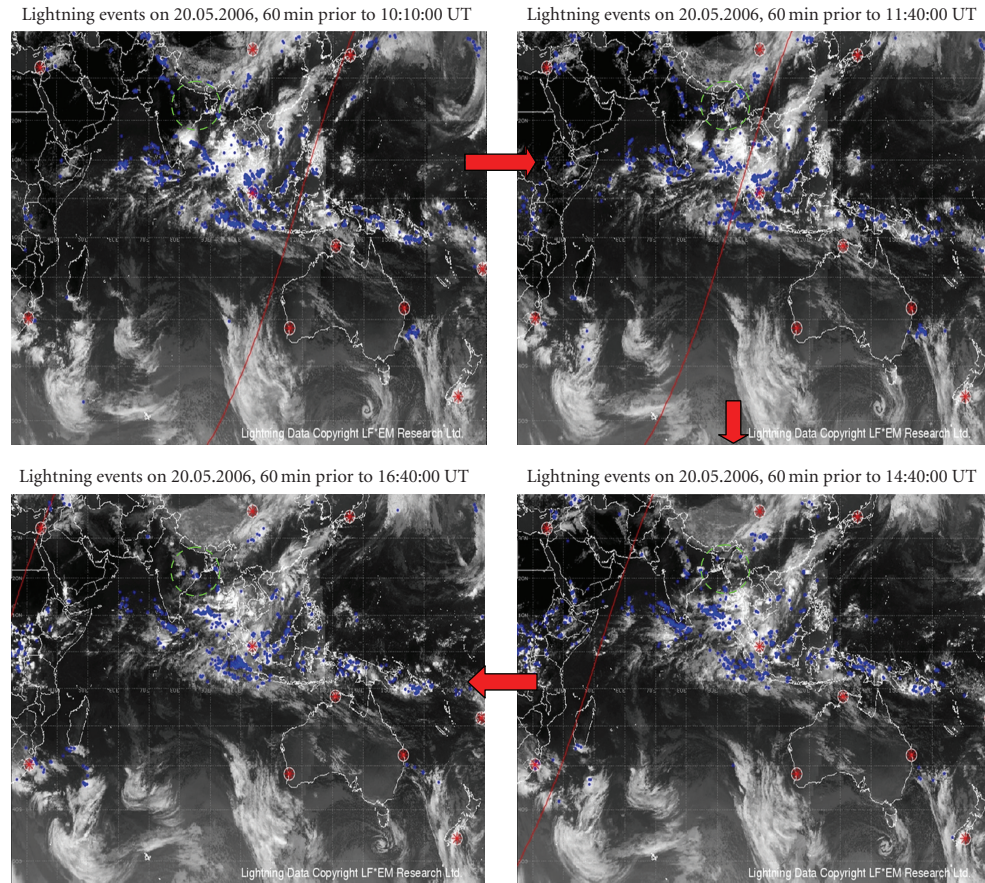 Lightning events on 20.05.2006, 60 min prior to 10:10:00 UT
Lightning events on 20.05.2006, 60 min prior to 11:40:00 UT
Lightning Data Copyright LF*EM Research Ltd.
Lightning Data Copyright LF*EM Research Ltd.
Lightning events on 20.05.2006, 60 min prior to 16:40:00 UT
Lightning events on 20.05.2006, 60 min prior to 14:40:00 UT
Lightning Data Copyright LF*EM Research Ltd.
Lightning Data Copyright LF*EM Research Ltd.